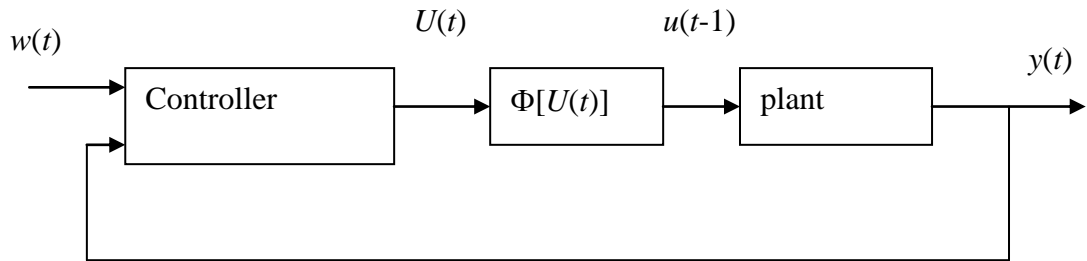 w(t)
U(t)
u(t-1)
y(t)
Controller
Φ[U(t)]
plant